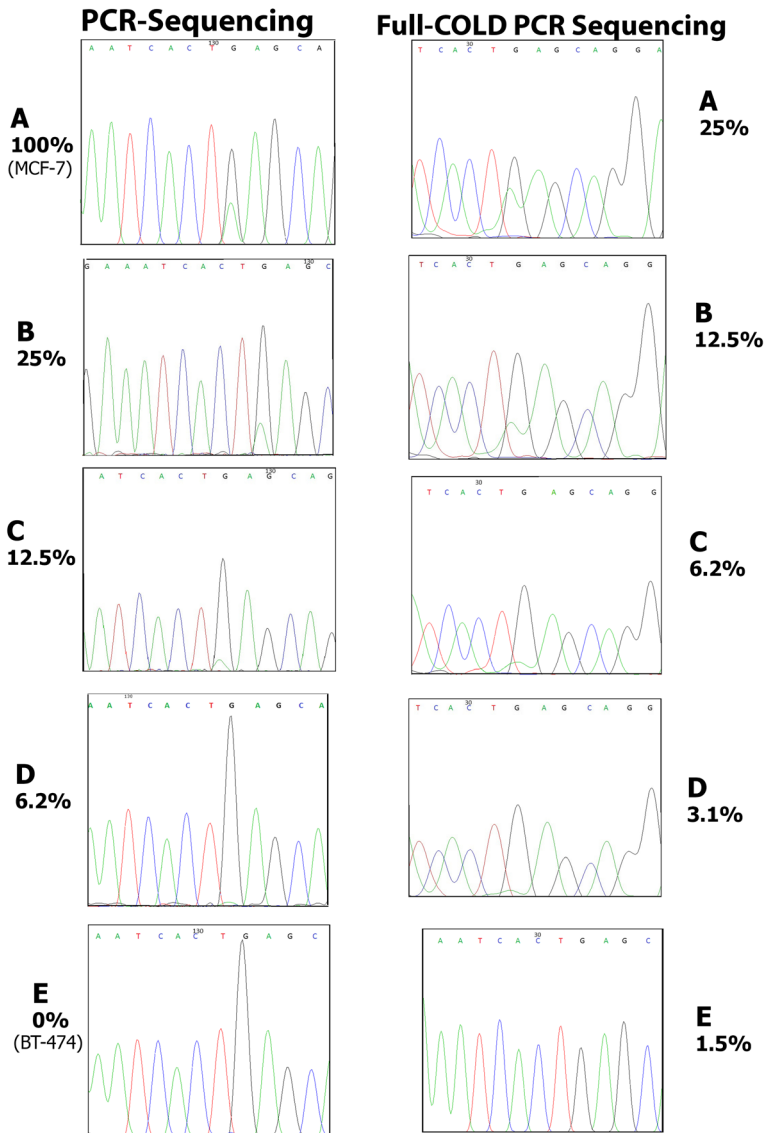 PCR-Sequencing
Full-COLD PCR Sequencing
A
100%
(MCF-7)
130
A A T C A C T G A G C A
A
25%
30
T C A C T G A G C A G G A
B
25%
130
G A A A T C A C T G A G C
B
12.5%
30
T C A C T G A G C A G G
C
12.5%
130
A T C A C T G A G C A G
C
6.2%
30
T C A C T G A G C A G G
D
6.2%
130
A A T C A C T G A G C A
D
3.1%
30
T C A C T G A G C A G G
E
0%
(BT-474)
130
A A T C A C T G A G C
E
1.5%
30
A A T C A C T G A G C